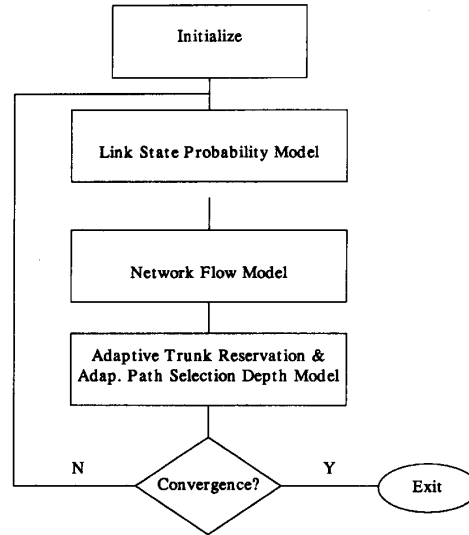 Initialize
Link State Probability Model
Network Flow Model
Adaptive Trunk Reservation &
Adap. Path Selection Depth Model
N
Convergence?
Y
Exit